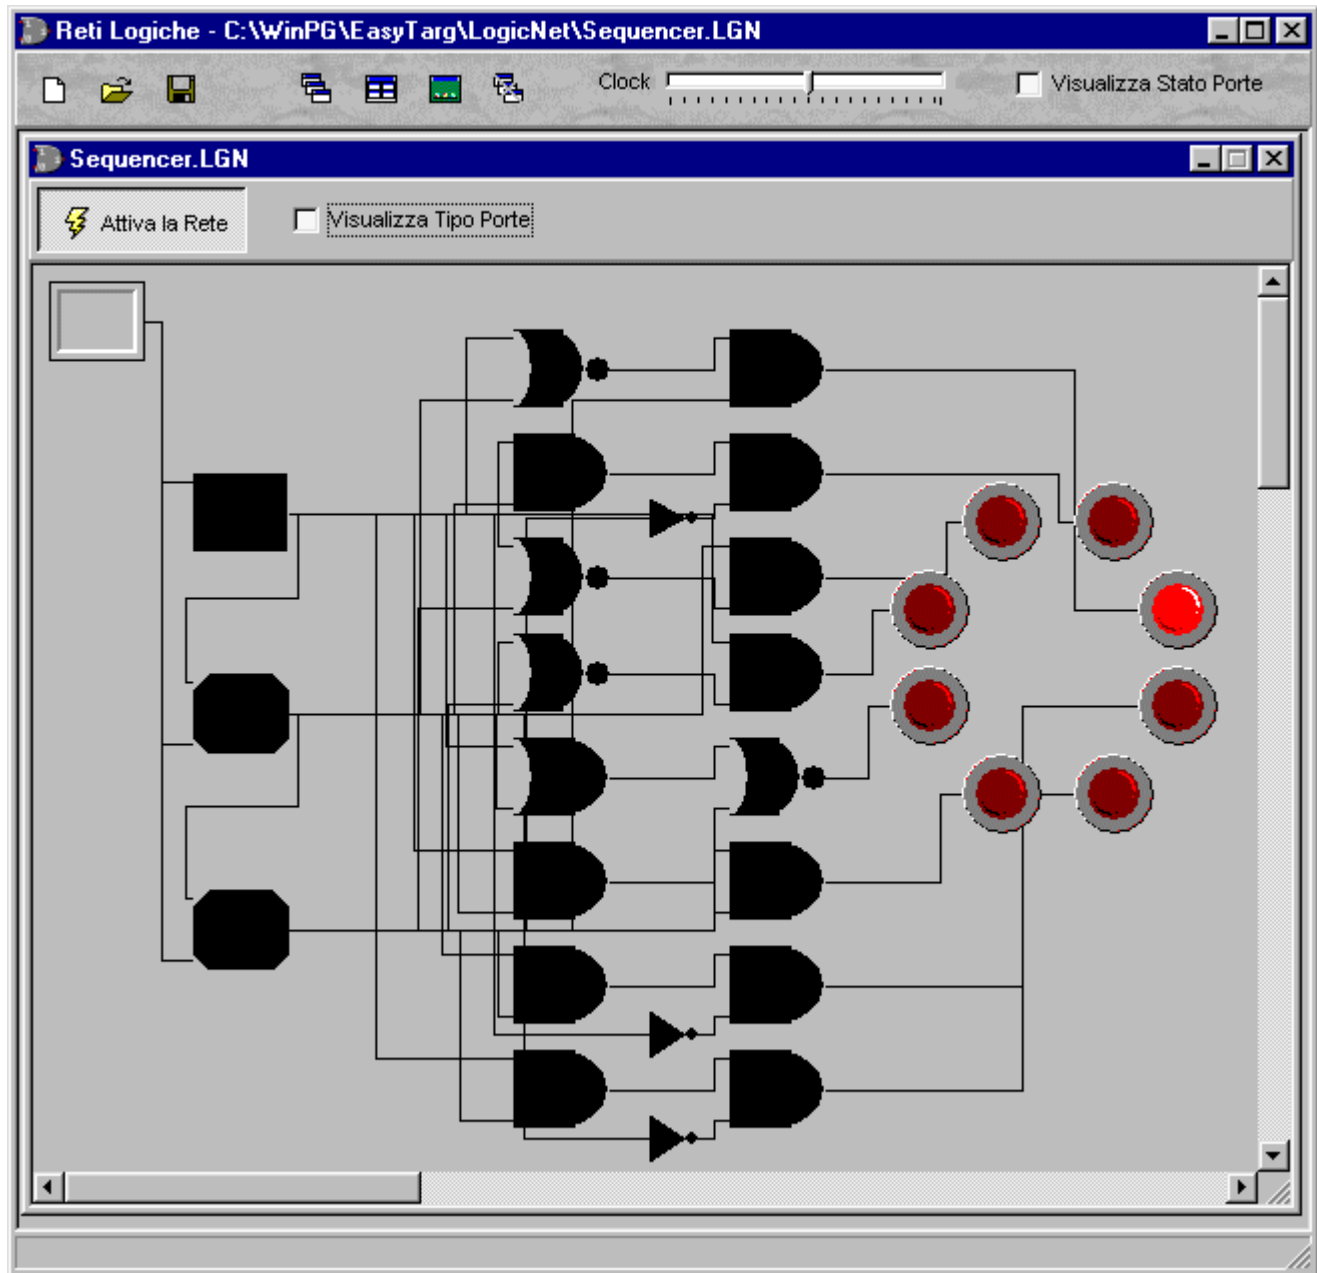 Reti Logiche - C:\WinPG\EasyTarg\LogicNet\Sequencer.LGN
Clock
Visualizza Stato Porte
Sequencer.LGN
Attiva la Rete
Visualizza Tipo Porte